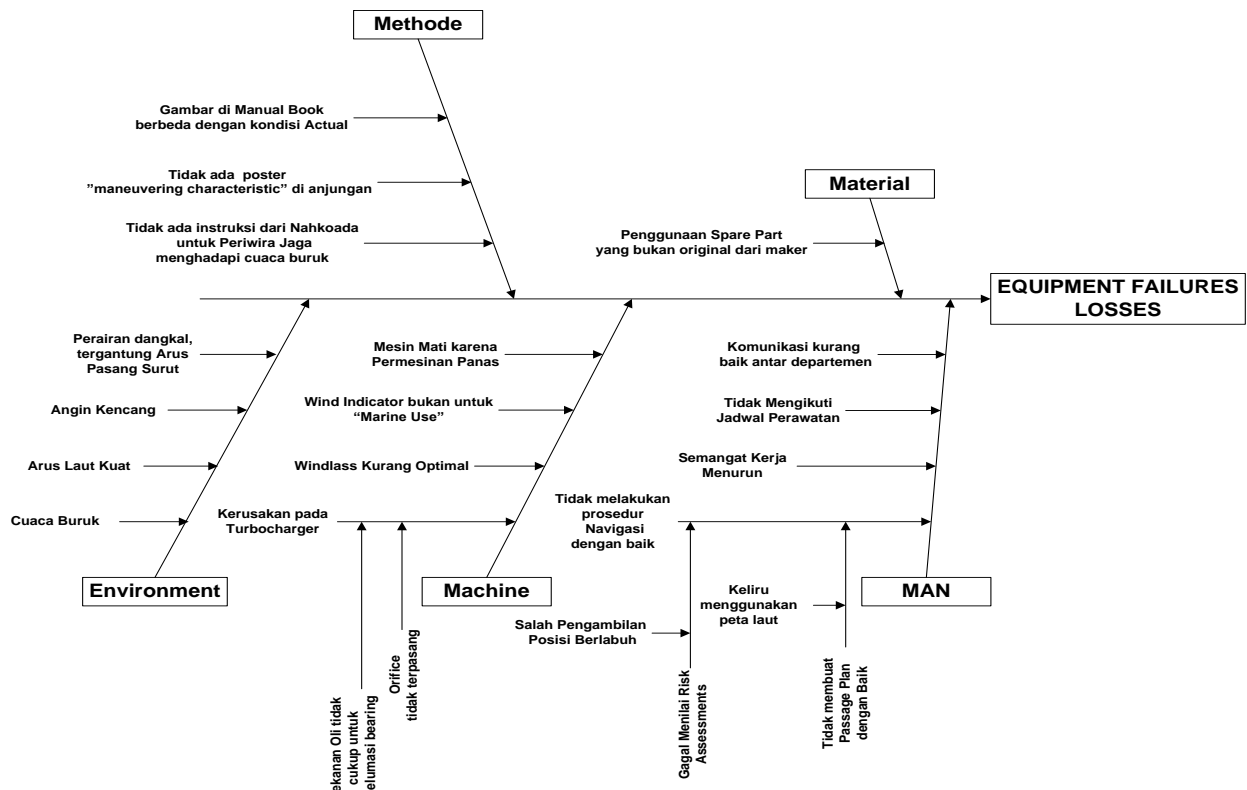 Methode
Gambar di Manual Book
berbeda dengan kondisi Actual
Tidak ada poster
”maneuvering characteristic” di anjungan
Tidak ada instruksi dari Nahkoada
untuk Periwira Jaga
menghadapi cuaca buruk
Material
Penggunaan Spare Part
yang bukan original dari maker
EQUIPMENT FAILURES
LOSSES
Perairan dangkal,
tergantung Arus
Pasang Surut
Angin Kencang
Arus Laut Kuat
Cuaca Buruk
Environment
Mesin Mati karena
Permesinan Panas
Wind Indicator bukan untuk
“Marine Use”
Windlass Kurang Optimal
Kerusakan pada
Turbocharger
Machine
Orifice
tidak terpasang
Oli tidak
cukup untuk
bearing
Komunikasi kurang
baik antar departemen
Tidak Mengikuti
Jadwal Perawatan
Semangat Kerja
Menurun
Tidak melakukan
prosedur
Navigasi
dengan baik
MAN
Salah Pengambilan
Posisi Berlabuh
Gagal Menilai Risk
Assessments
Keliru
menggunakan
peta laut
Tidak membuat
Passage Plan
dengan Baik